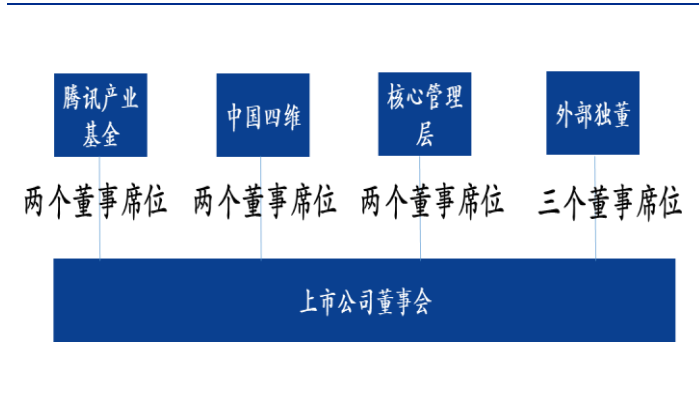 腾讯产业
基金
中国四维
核心管理
层
外部独董
两个董事席位
两个董事席位
两个董事席位
三个董事席位
上市公司董事会